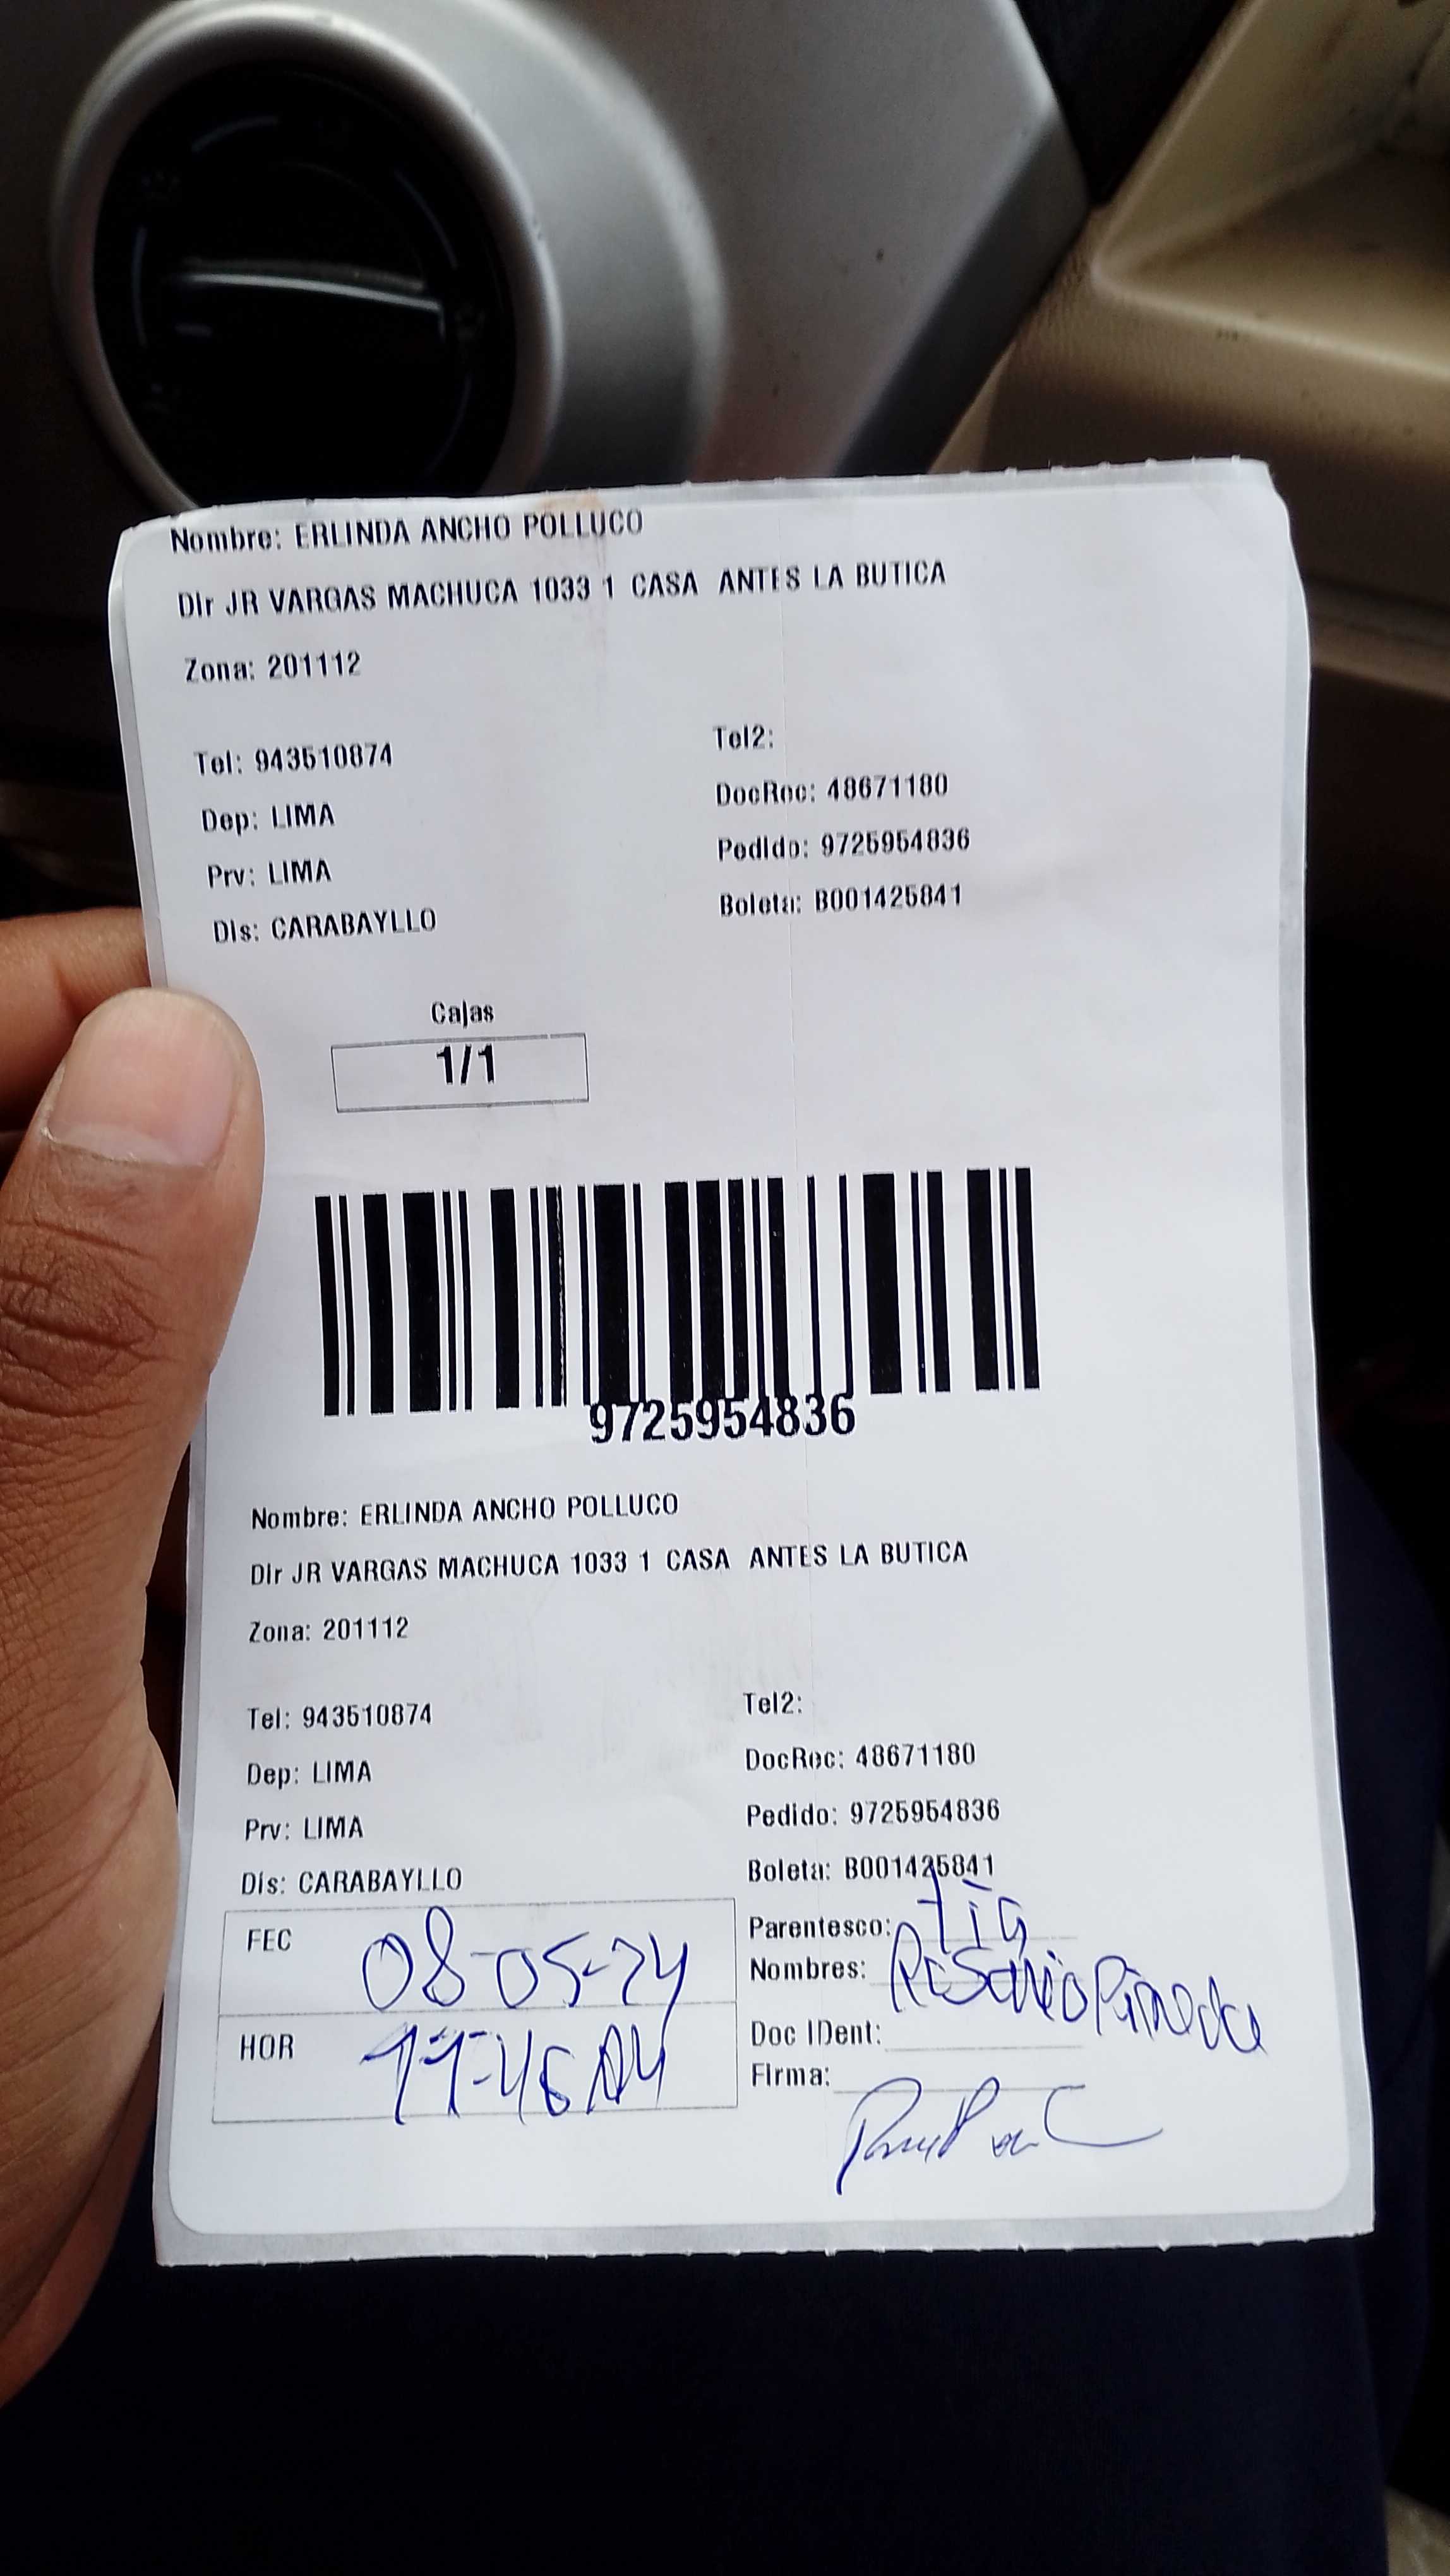 Nombre: ERLINDA ANCHO POLLUCO
Dir JR VARGAS MACHUCA 1033 1 CASA ANTES LA BUTICA
Zona: 201112
Tel: 943510874
Tel2:
Dep: LIMA
DocRec: 48671180
Prv: LIMA
Pedido: 9725954836
Dis: CARABAYLLO
Boleta: B001425841
Cajas
1/1
9725954836
Nombre: ERLINDA ANCHO POLLUCO
Dir JR VARGAS MACHUCA 1033 1 CASA ANTES LA BUTICA
Zona: 201112
Tel: 943510874
Tel2:
Dep: LIMA
DocRec: 48671180
Prv: LIMA
Pedido: 9725954836
Dis: CARABAYLLO
Boleta: B001425841
FEC 08-05-24
Parentesco: Tía
Nombres: Rosario Pineda
HOR 11-46 AM
Doc IDent:
Firma: